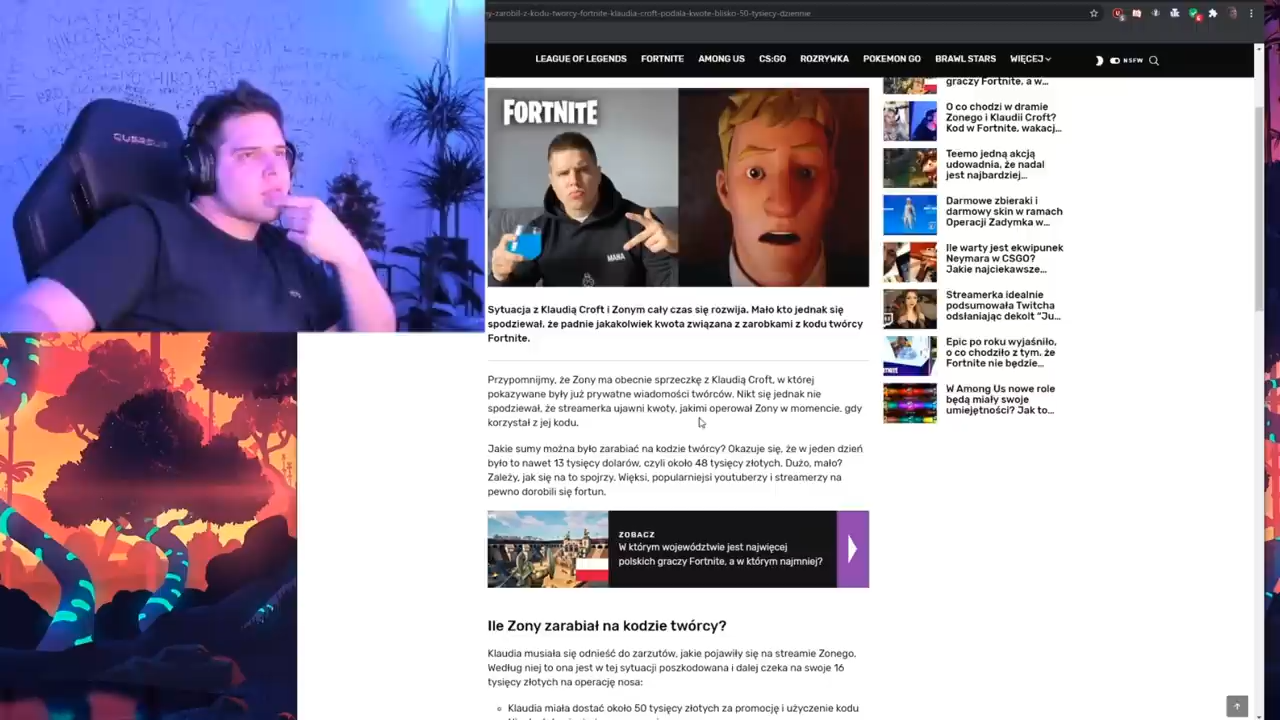 y-zarobil-z-kodu-tworcy-fortnite-klaudia-croft-podala-kwote-blisko-50-tysiecy-dziennie
LEAGUE OF LEGENDS FORTNITE AMONG US CS:GO ROZRYWKA POKEMON GO BRAWL STARS WIĘCEJ NSFW
FORTNITE
MAHA
Sytuacja z Klaudią Croft i Zonym cały czas się rozwija. Mało kto jednak się
spodziewał, że padnie jakakolwiek kwota związana z zarobkami z kodu twórcy
Fortnite.
Przypomnijmy, że Zony ma obecnie sprzeczkę z Klaudią Croft, w której
pokazywane były już prywatne wiadomości twórców. Nikt się jednak nie
spodziewał, że streamerka ujawni kwoty, jakimi operował Zony w momencie, gdy
korzystał z jej kodu.
Jakie sumy można było zarabiać na kodzie twórcy? Okazuje się, że w jeden dzień
było to nawet 13 tysięcy dolarów, czyli około 48 tysięcy złotych. Dużo, mało?
Zależy, jak się na to spojrzy. Więksi, popularniejsi youtuberzy i streamerzy na
pewno dorobili się fortun.
ZOBACZ
W którym województwie jest najwięcej
polskich graczy Fortnite, a w którym najmniej?
Ile Zony zarabiał na kodzie twórcy?
Klaudia musiała się odnieść do zarzutów, jakie pojawiły się na streamie Zonego.
Według niej to ona jest w tej sytuacji poszkodowana i dalej czeka na swoje 16
tysięcy złotych na operację nosa:
Klaudia miała dostać około 50 tysięcy złotych za promocję i użyczenie kodu
graczy Fortnite, a w...
O co chodzi w dramie
Zonego i Klaudii Croft?
Kod w Fortnite, wakacj...
Teemo jedną akcją
udowadnia, że nadal
jest najbardziej...
Darmowe zbieraki i
darmowy skin w ramach
Operacji Zadymka w...
Ile warty jest ekwipunek
Neymara w CSGO?
Jakie najciekawsze...
Streamerka idealnie
podsumowała Twitcha
odsłaniając dekolt “Ju...
Epic po roku wyjaśniło,
o co chodziło z tym, że
Fortnite nie będzie...
W Among Us nowe role
będą miały swoje
umiejętności? Jak to...